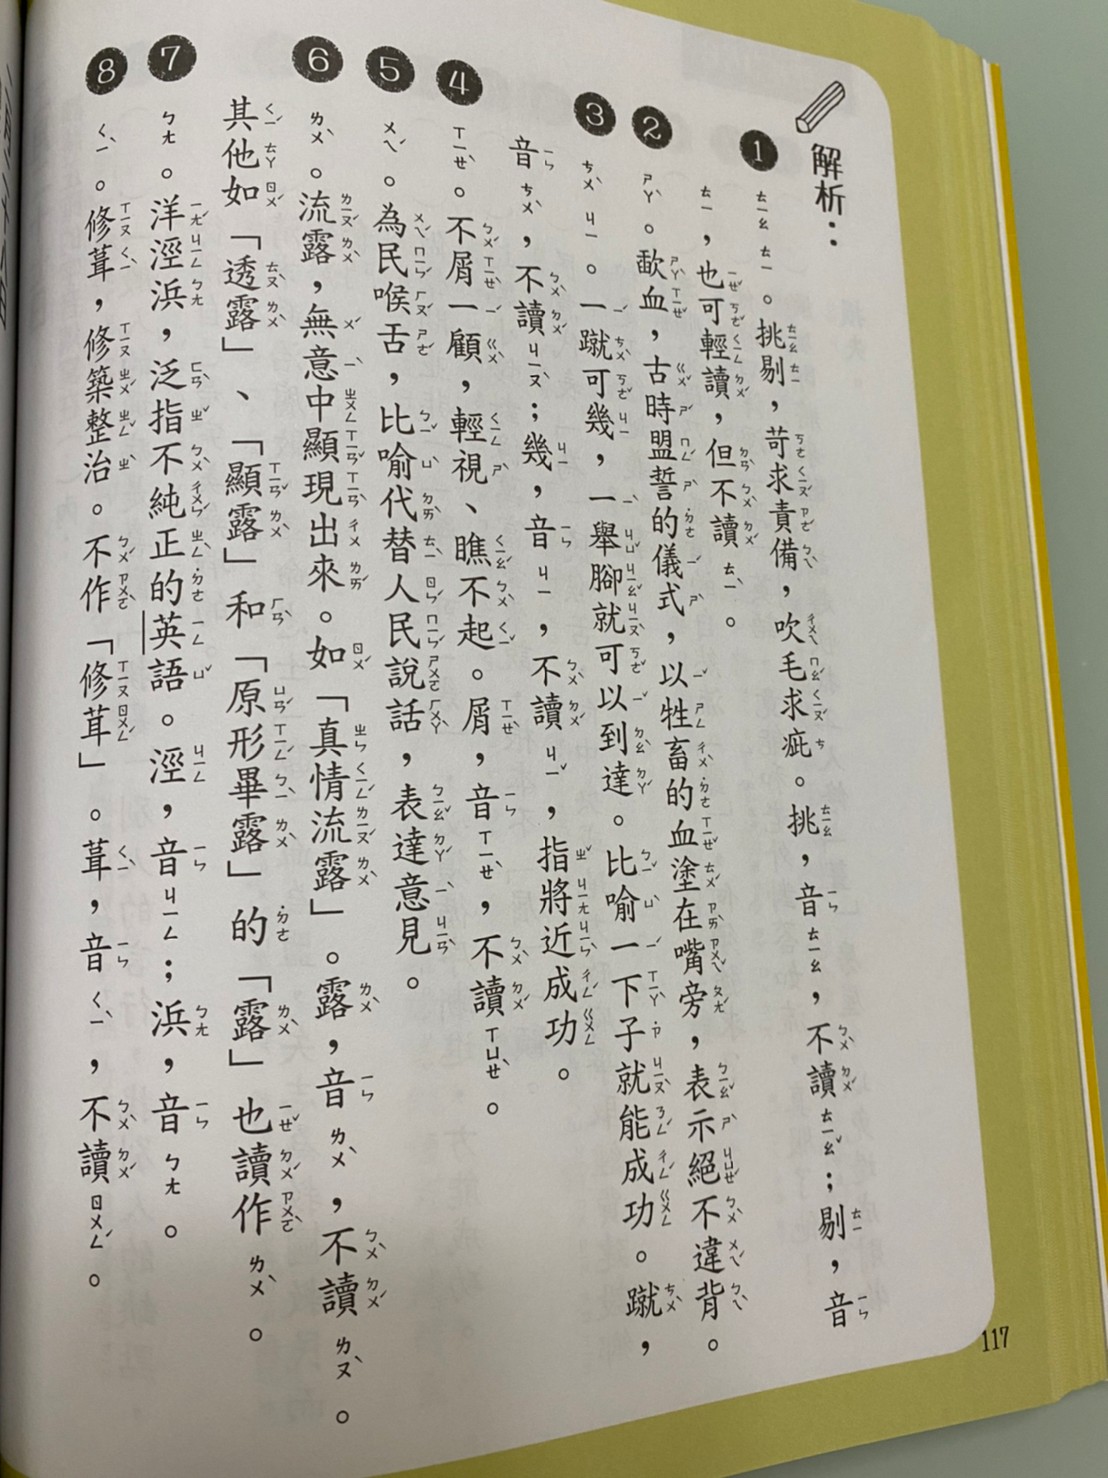 解析：
1 ㄊㄧㄠ ㄊㄧ。挑剔，苛求責備，吹毛求疵。挑，音ㄊㄧㄠ，不讀ㄊㄧㄠˇ；剔，音
ㄊㄧ，也可輕讀，但不讀ㄊㄧˋ。
2 ㄕㄚˋ。歃血，古時盟誓的儀式，以牲畜的血塗在嘴旁，表示絕不違背。
3 ㄘㄨˋ ㄐㄧ。一蹴可幾，一舉腳就可以到達。比喻一下子就能成功。蹴，
音ㄘㄨˋ，不讀ㄐㄧㄡˋ；幾，音ㄐㄧ，不讀ㄐㄧˇ，指將近成功。
4 ㄒㄧㄝˋ。不屑一顧，輕視、瞧不起。屑，音ㄒㄧㄝˋ，不讀ㄒㄩㄝˋ。
5 ㄨㄟˋ。為民喉舌，比喻代替人民說話，表達意見。
6 ㄌㄨˋ。流露，無意中顯現出來。如「真情流露」。露，音ㄌㄨˋ，不讀ㄌㄡˋ。
其他如「透露」、「顯露」和「原形畢露」的「露」也讀作ㄌㄨˋ。
7 ㄅㄤ。洋涇浜，泛指不純正的英語。涇，音ㄐㄧㄥ；浜，音ㄅㄤ。
8 ㄑㄧˋ。修葺，修築整治。不作「修茸」。葺，音ㄑㄧˋ，不讀ㄖㄨㄥˊ。
117